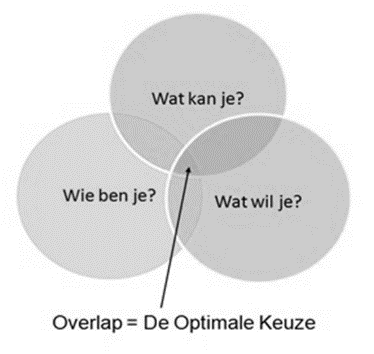 Wat kan je?
Wie ben je?
Wat wil je?
Overlap = De Optimale Keuze